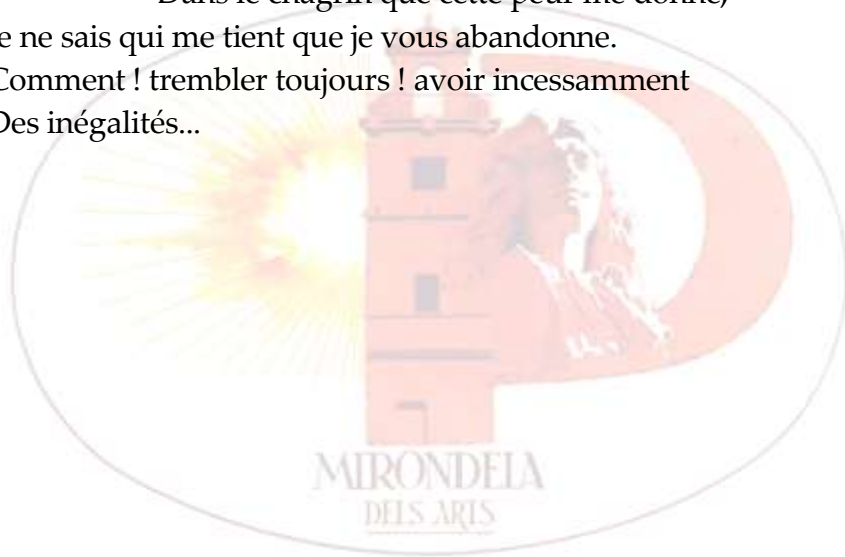 Dans le chagrin que cette peur me donne,
e ne sais qui me tient que je vous abandonne.
Comment ! trembler toujours ! avoir incessamment
Des inégalités...
MIRONDELA
DELS ARTS